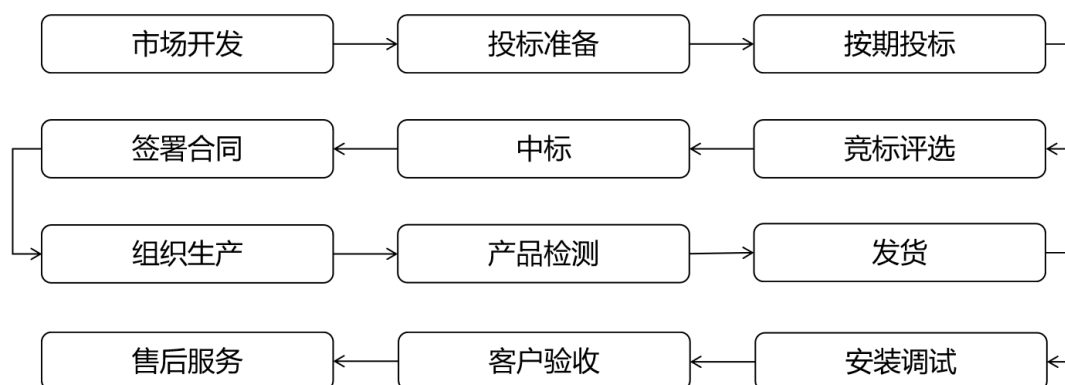 市场开发
投标准备
按期投标
竞标评选
中标
签署合同
组织生产
产品检测
发货
安装调试
客户验收
售后服务